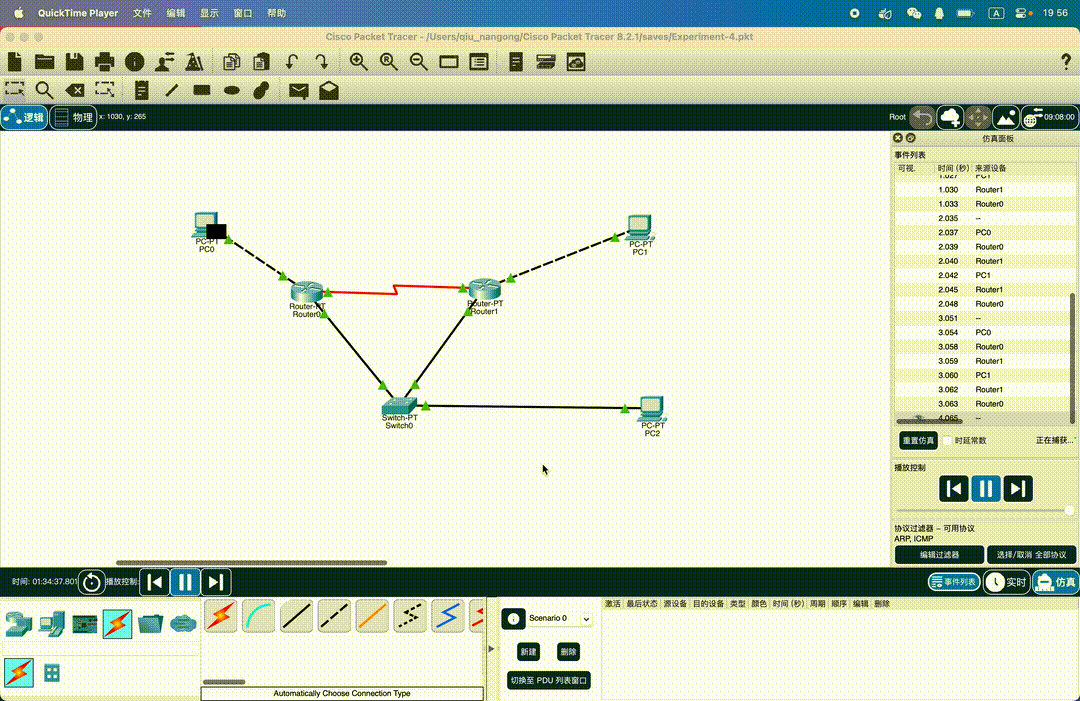 QuickTime Player 文件 编辑 显示 窗口 帮助 A 19 56
Cisco Packet Tracer - /Users/qiu_nangong/Cisco Packet Tracer 8.2.1/saves/Experiment-4.pkt
逻辑 物理 x: 1030, y: 265 Root 09:08:00
仿真面板
事件列表
可视. 时间 (秒) 来源设备
1.027 PC1
1.030 Router1
1.033 Router0
2.035 --
2.037 PC0
2.039 Router0
2.040 Router1
2.042 PC1
2.045 Router1
2.048 Router0
3.051 --
3.054 PC0
3.058 Router0
3.059 Router1
3.060 PC1
3.062 Router1
3.063 Router0
4.065 --
重置仿真 时延常数 正在捕获...
播放控制
协议过滤器 – 可用协议
ARP, ICMP
编辑过滤器 选择/取消 全部协议
PC-PT
PC0
PC-PT
PC1
Router-PT
Router0
Router-PT
Router1
Switch-PT
Switch0
PC-PT
PC2
时间: 01:34:37.801 播放控制: 事件列表 实时 仿真
Scenario 0
新建 删除
切换至 PDU 列表窗口
激活 最后状态 源设备 目的设备 类型 颜色 时间 (秒) 周期 顺序 编辑 删除
Automatically Choose Connection Type